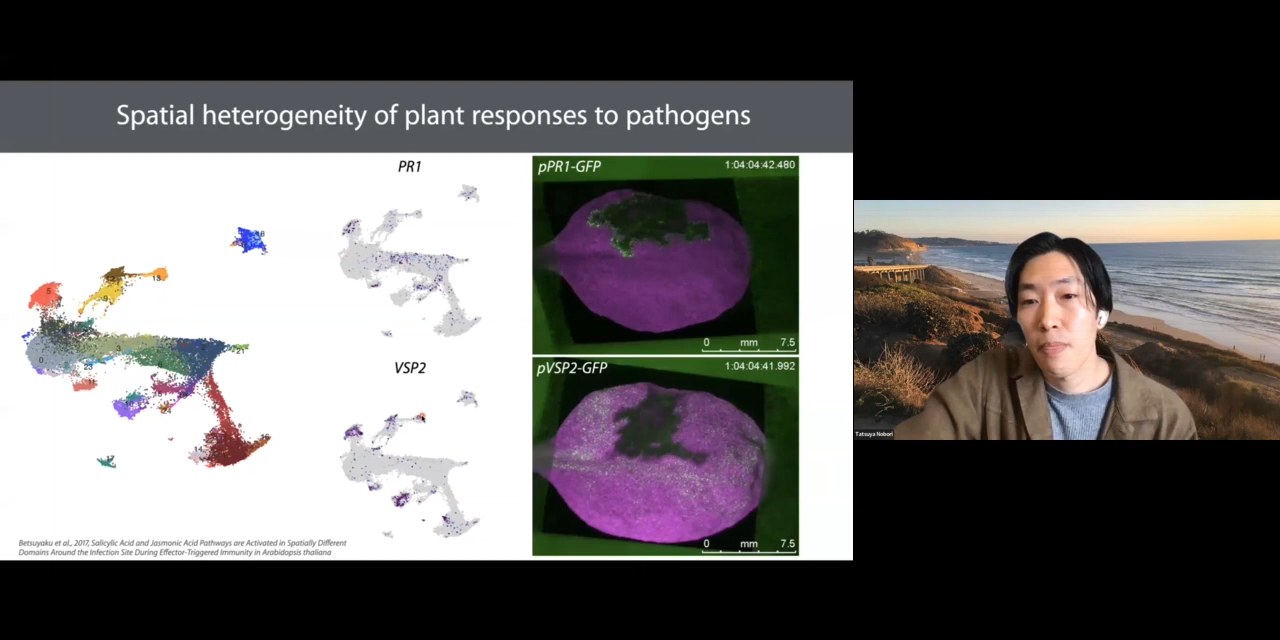 Spatial heterogeneity of plant responses to pathogens
PR1
VSP2
pPR1-GFP
1:04:04:42.480
0 mm 7.5
pVSP2-GFP
1:04:04:41.992
0 mm 7.5
Betsuyaku et al., 2017, Salicylic Acid and Jasmonic Acid Pathways are Activated in Spatially Different
Domains Around the Infection Site During Effector-Triggered Immunity in Arabidopsis thaliana
Tatsuya Nobori